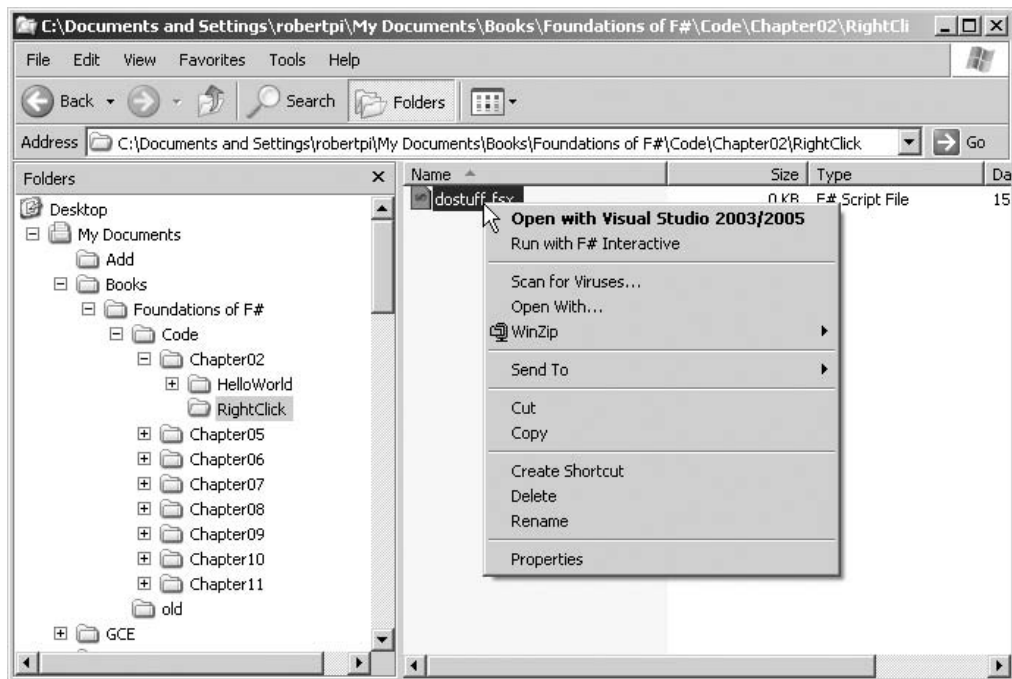 C:\Documents and Settings\robertpi\My Documents\Books\Foundations of F#\Code\Chapter02\RightCli
File Edit View Favorites Tools Help
Back Search Folders
Address C:\Documents and Settings\robertpi\My Documents\Books\Foundations of F#\Code\Chapter02\RightClick Go
Folders
Desktop
My Documents
Add
Books
Foundations of F#
Code
Chapter02
HelloWorld
RightClick
Chapter05
Chapter06
Chapter07
Chapter08
Chapter09
Chapter10
Chapter11
old
GCE
Name Size Type Da
dostuff.fsx 0 KB F# Script File 15
Open with Visual Studio 2003/2005
Run with F# Interactive
Scan for Viruses...
Open With...
WinZip
Send To
Cut
Copy
Create Shortcut
Delete
Rename
Properties